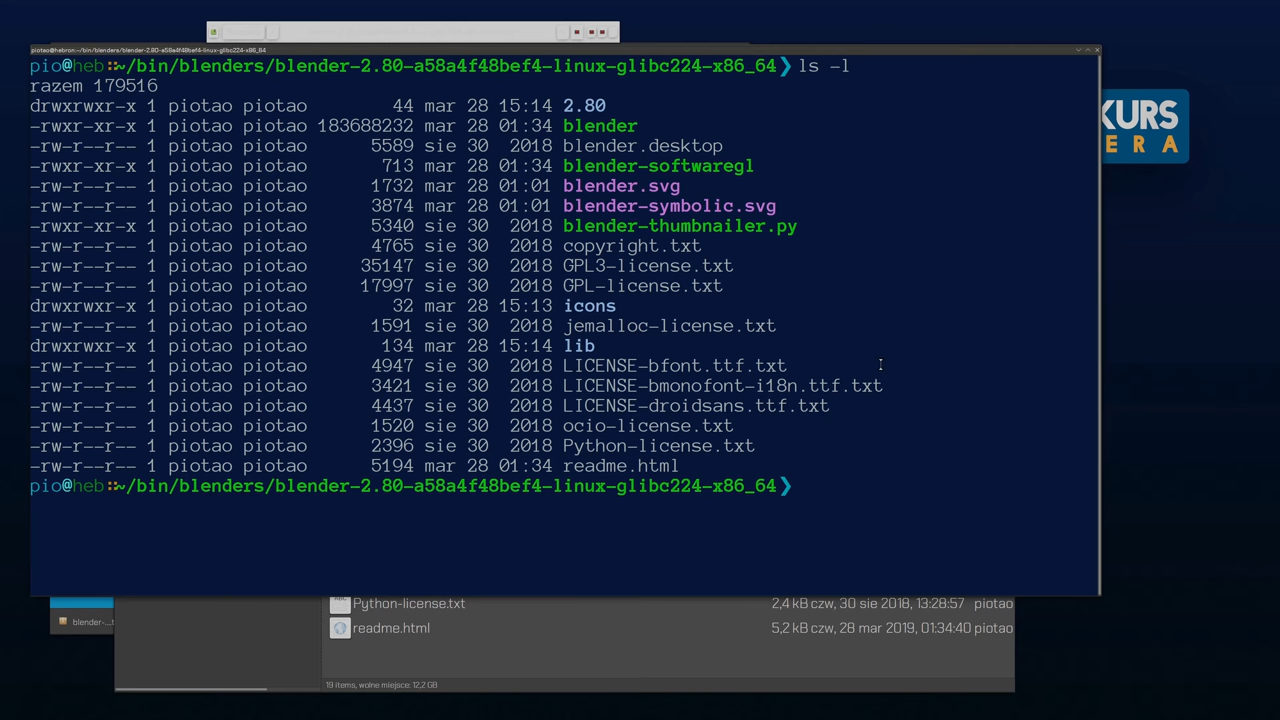 piotao@hebron:~/bin/blenders/blender-2.80-a58a4f48bef4-linux-glibc224-x86_64
pio@heb::~/bin/blenders/blender-2.80-a58a4f48bef4-linux-glibc224-x86_64❯ ls -l
razem 179516
drwxrwxr-x 1 piotao piotao 44 mar 28 15:14 2.80
-rwxr-xr-x 1 piotao piotao 183688232 mar 28 01:34 blender
-rw-r--r-- 1 piotao piotao 5589 sie 30 2018 blender.desktop
-rwxr-xr-x 1 piotao piotao 713 mar 28 01:34 blender-softwaregl
-rw-r--r-- 1 piotao piotao 1732 mar 28 01:01 blender.svg
-rw-r--r-- 1 piotao piotao 3874 mar 28 01:01 blender-symbolic.svg
-rwxr-xr-x 1 piotao piotao 5340 sie 30 2018 blender-thumbnailer.py
-rw-r--r-- 1 piotao piotao 4765 sie 30 2018 copyright.txt
-rw-r--r-- 1 piotao piotao 35147 sie 30 2018 GPL3-license.txt
-rw-r--r-- 1 piotao piotao 17997 sie 30 2018 GPL-license.txt
drwxrwxr-x 1 piotao piotao 32 mar 28 15:13 icons
-rw-r--r-- 1 piotao piotao 1591 sie 30 2018 jemalloc-license.txt
drwxrwxr-x 1 piotao piotao 134 mar 28 15:14 lib
-rw-r--r-- 1 piotao piotao 4947 sie 30 2018 LICENSE-bfont.ttf.txt
-rw-r--r-- 1 piotao piotao 3421 sie 30 2018 LICENSE-bmonofont-i18n.ttf.txt
-rw-r--r-- 1 piotao piotao 4437 sie 30 2018 LICENSE-droidsans.ttf.txt
-rw-r--r-- 1 piotao piotao 1520 sie 30 2018 ocio-license.txt
-rw-r--r-- 1 piotao piotao 2396 sie 30 2018 Python-license.txt
-rw-r--r-- 1 piotao piotao 5194 mar 28 01:34 readme.html
pio@heb::~/bin/blenders/blender-2.80-a58a4f48bef4-linux-glibc224-x86_64❯
KURS
ERA
Python-license.txt 2,4 kB czw, 30 sie 2018, 13:28:57 piotao
blender-...t
readme.html 5,2 kB czw, 28 mar 2019, 01:34:40 piotao
19 items, wolne miejsce: 12,2 GB